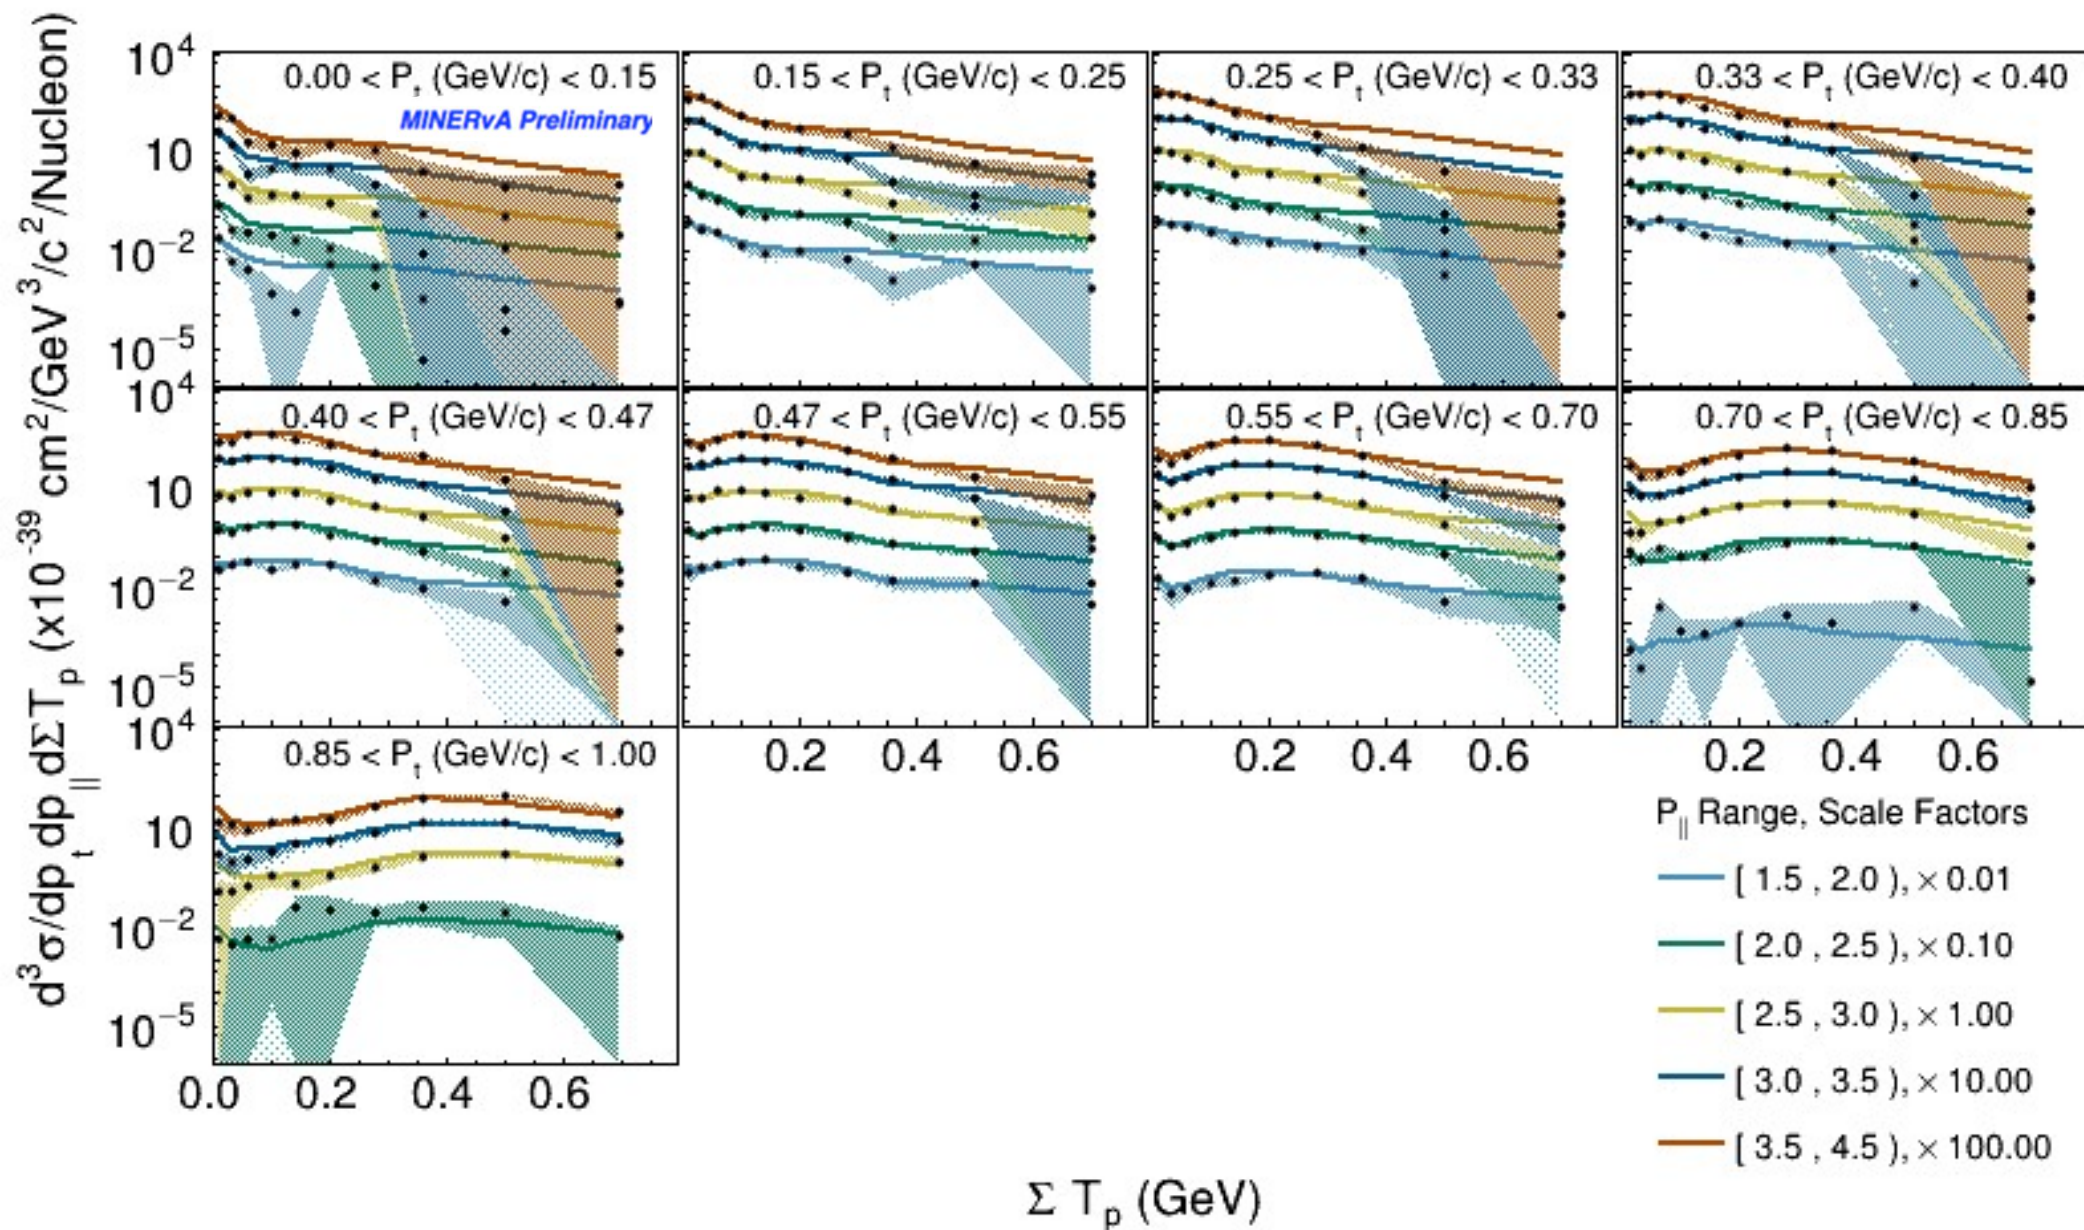 d³σ/dp_t dp_|| dΣT_p (x10⁻³⁹ cm²/GeV³/c²/Nucleon)
10⁴
10
10⁻²
10⁻⁵
0.00 < P_t (GeV/c) < 0.15
MINERvA Preliminary
0.15 < P_t (GeV/c) < 0.25
0.25 < P_t (GeV/c) < 0.33
0.33 < P_t (GeV/c) < 0.40
10⁴
10
10⁻²
10⁻⁵
0.40 < P_t (GeV/c) < 0.47
0.47 < P_t (GeV/c) < 0.55
0.55 < P_t (GeV/c) < 0.70
0.70 < P_t (GeV/c) < 0.85
0.2 0.4 0.6
0.2 0.4 0.6
0.2 0.4 0.6
10⁴
10
10⁻²
10⁻⁵
0.85 < P_t (GeV/c) < 1.00
0.0 0.2 0.4 0.6
P_|| Range, Scale Factors
[ 1.5 , 2.0 ), × 0.01
[ 2.0 , 2.5 ), × 0.10
[ 2.5 , 3.0 ), × 1.00
[ 3.0 , 3.5 ), × 10.00
[ 3.5 , 4.5 ), × 100.00
Σ T_p (GeV)